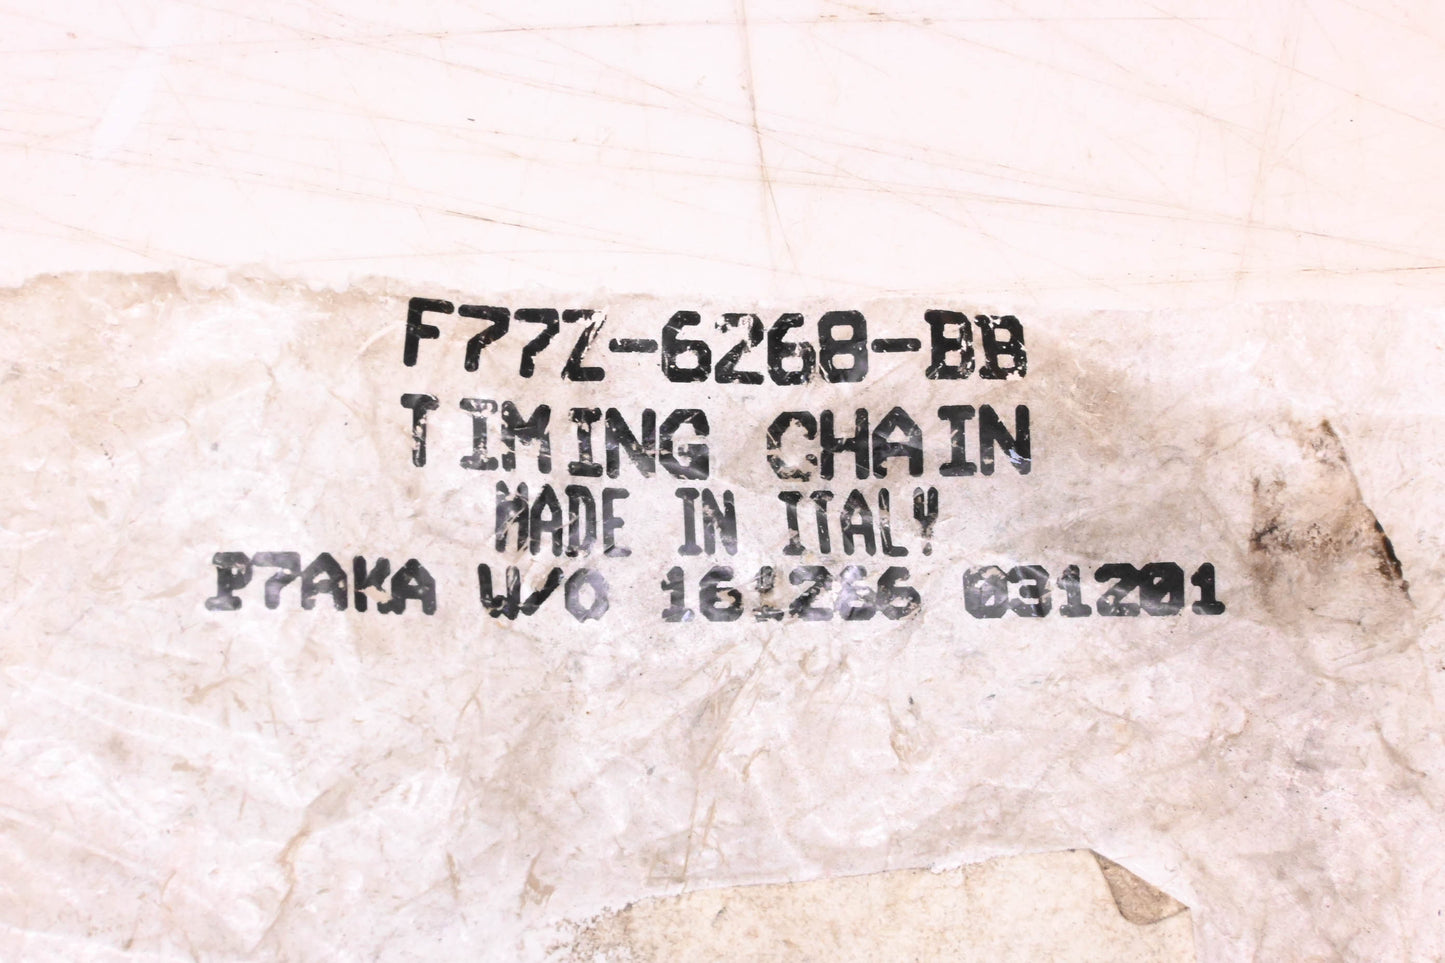 F77Z-6268-BB
TIMING CHAIN
MADE IN ITALY
P7AKA W/O 161266 031201